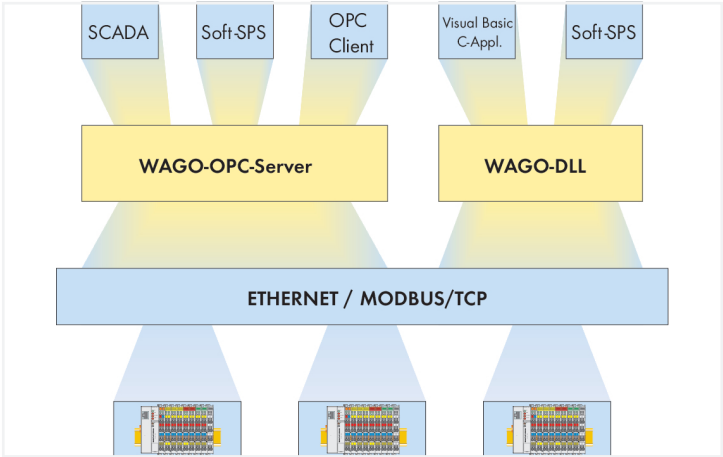 SCADA
Soft-SPS
OPC
Client
Visual Basic
C-Appl.
Soft-SPS
WAGO-OPC-Server
WAGO-DLL
ETHERNET / MODBUS/TCP